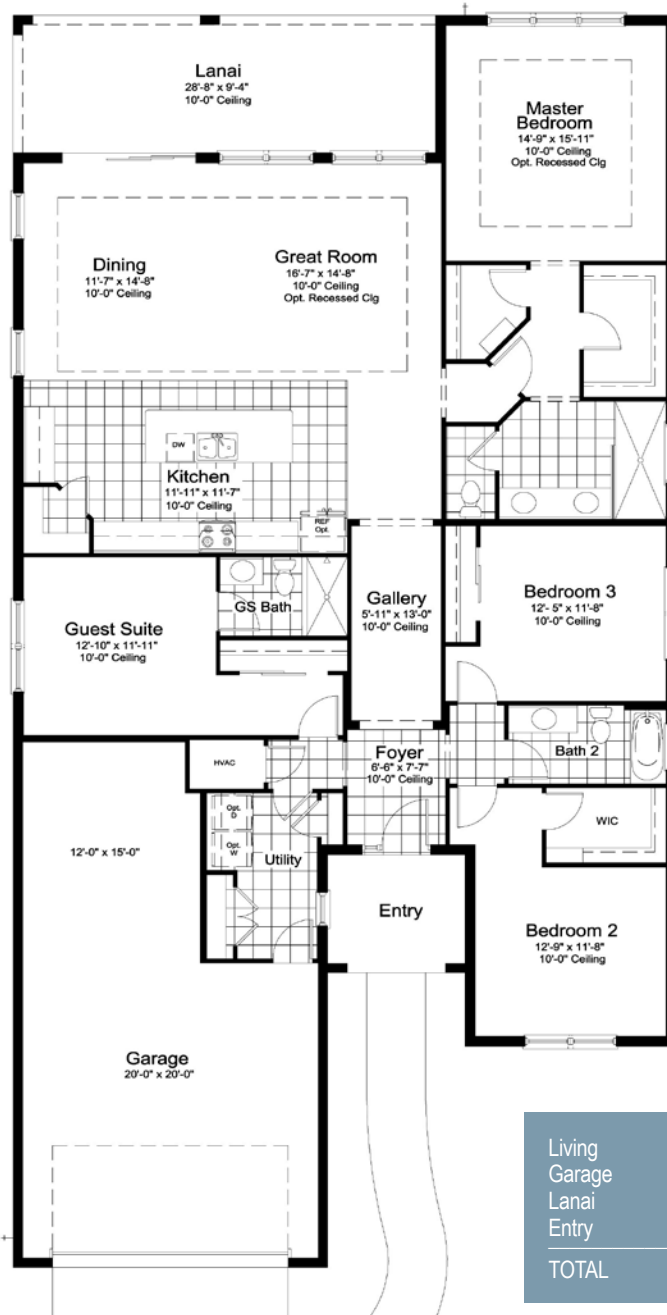 Lanai
28'-8" x 9'-4"
10'-0" Ceiling
Master
Bedroom
14'-9" x 15'-11"
10'-0" Ceiling
Opt. Recessed Clg
Dining
11'-7" x 14'-8"
10'-0" Ceiling
Great Room
16'-7" x 14'-8"
10'-0" Ceiling
Opt. Recessed Clg
DW
Kitchen
11'-11" x 11'-7"
10'-0" Ceiling
REF
Opt.
GS Bath
Guest Suite
12'-10" x 11'-11"
10'-0" Ceiling
Gallery
5'-11" x 13'-0"
10'-0" Ceiling
Bedroom 3
12'- 5" x 11'-8"
10'-0" Ceiling
HVAC
Foyer
6'-6" x 7'-7"
10'-0" Ceiling
Bath 2
Opt.
D
Opt.
W
Utility
12'-0" x 15'-0"
WIC
Entry
Bedroom 2
12'-9" x 11'-8"
10'-0" Ceiling
Garage
20'-0" x 20'-0"
Living
Garage
Lanai
Entry
TOTAL